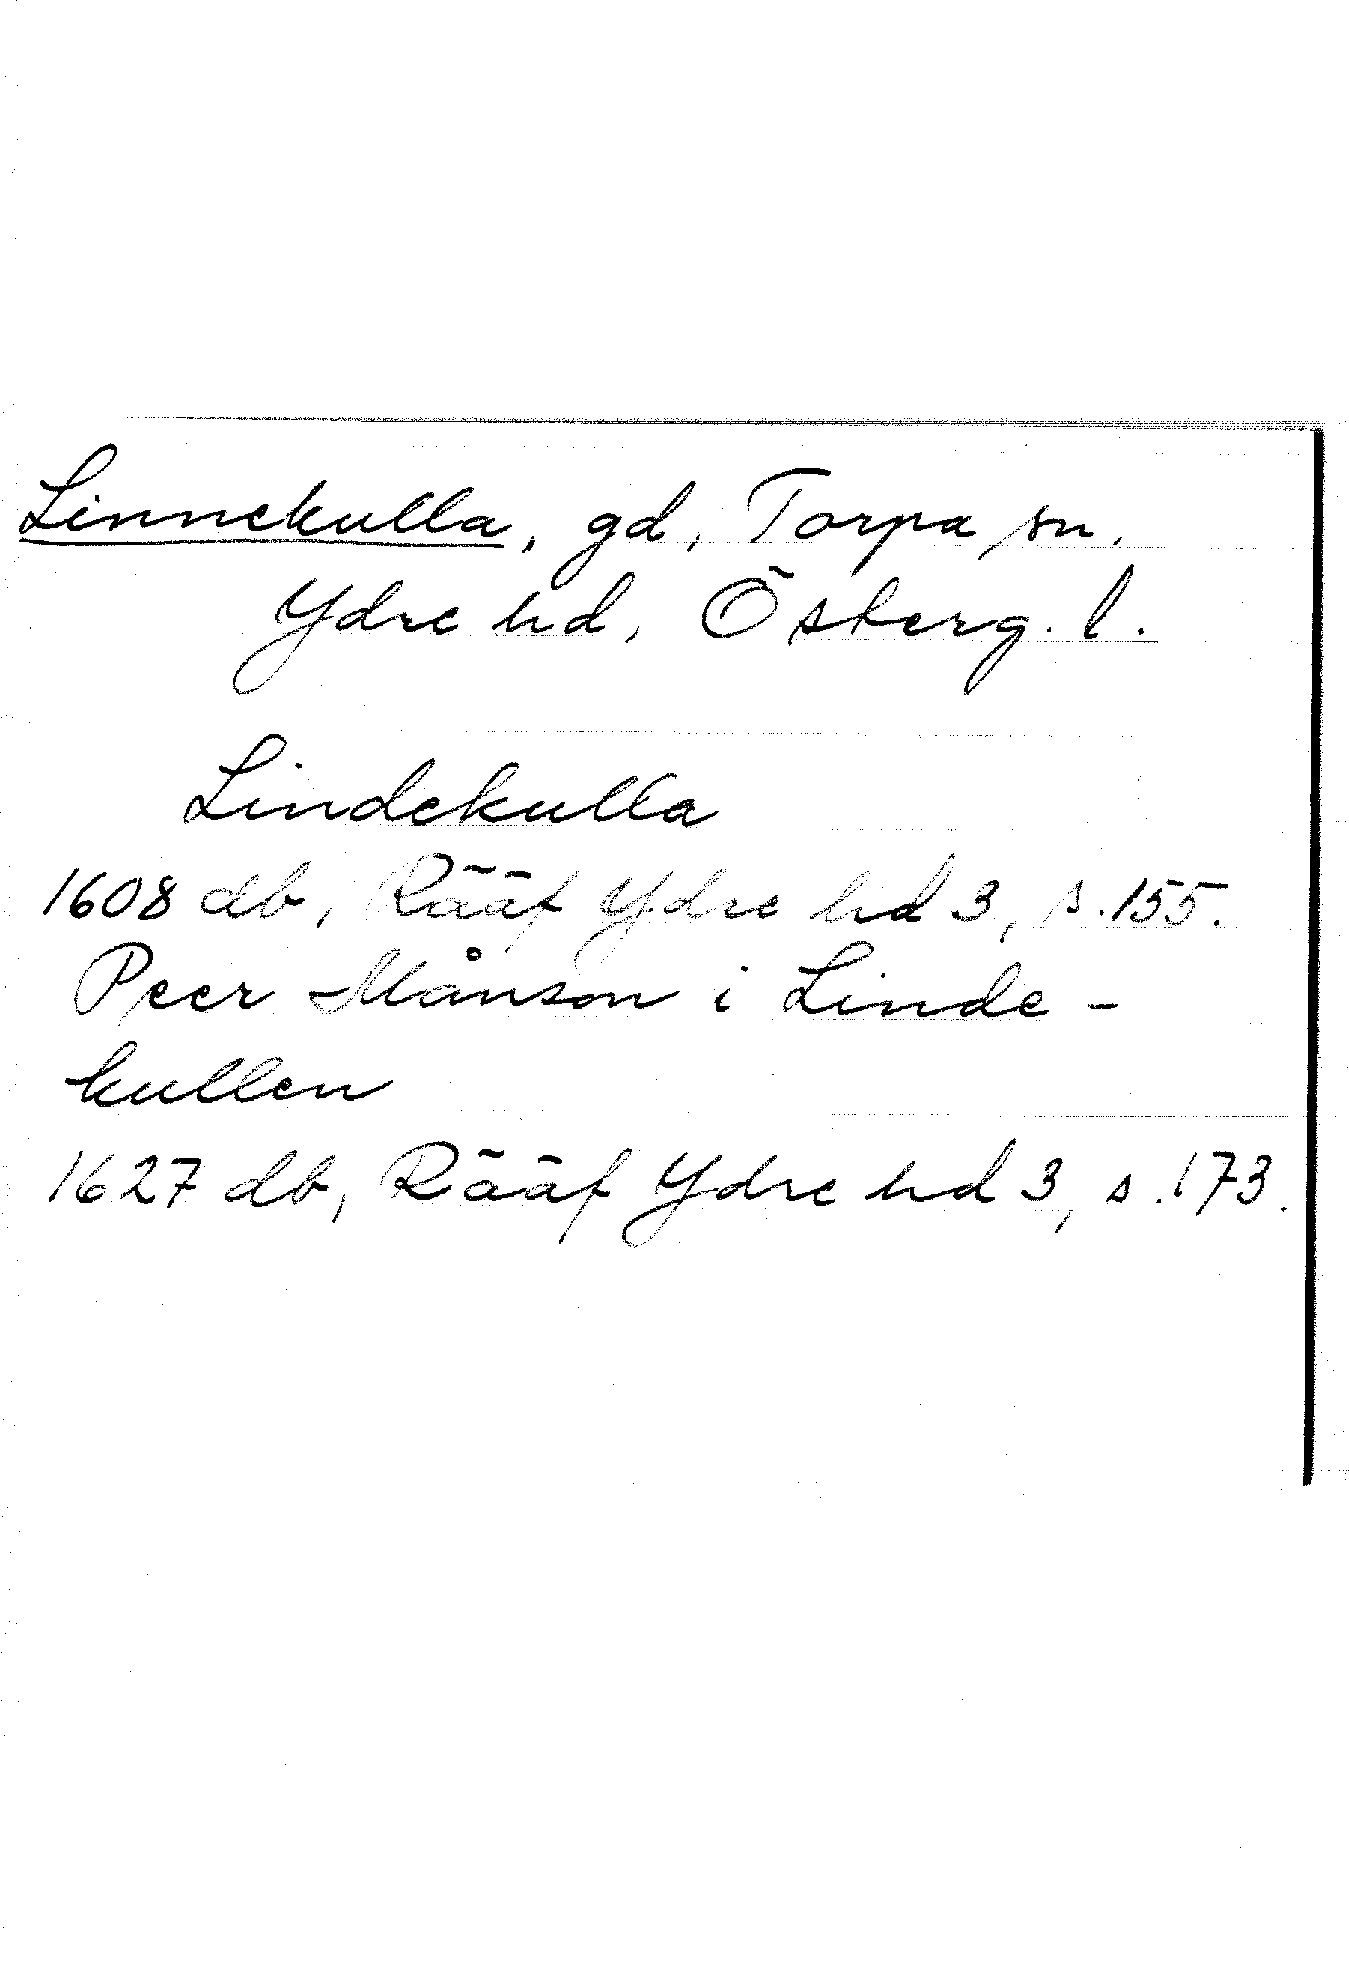 Linnekulla, gd, Torpa sn,
Ydre hd, Österg. l.
Lindekulla
1608 db, Rääf Ydre hd 3, s. 155.
Peer Månson i Linde-
kullen
1627 db, Rääf Ydre hd 3, s. 173.